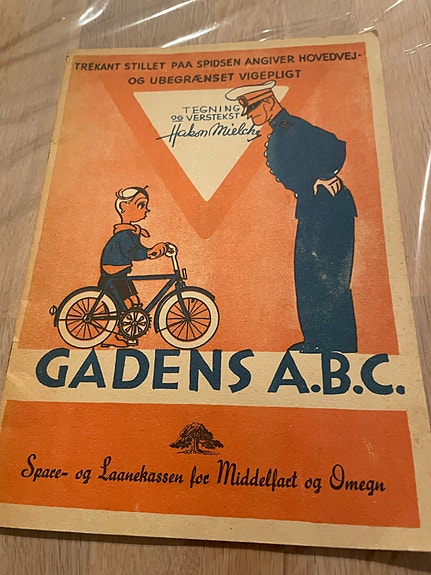 TREKANT STILLET PAA SPIDSEN ANGIVER HOVEDVEJ-
OG UBEGRÆNSET VIGEPLIGT
TEGNING
OG VERSTEKST
Hakon Mielche
GADENS A.B.C.
Spare- og Laanekassen for Middelfart og Omegn